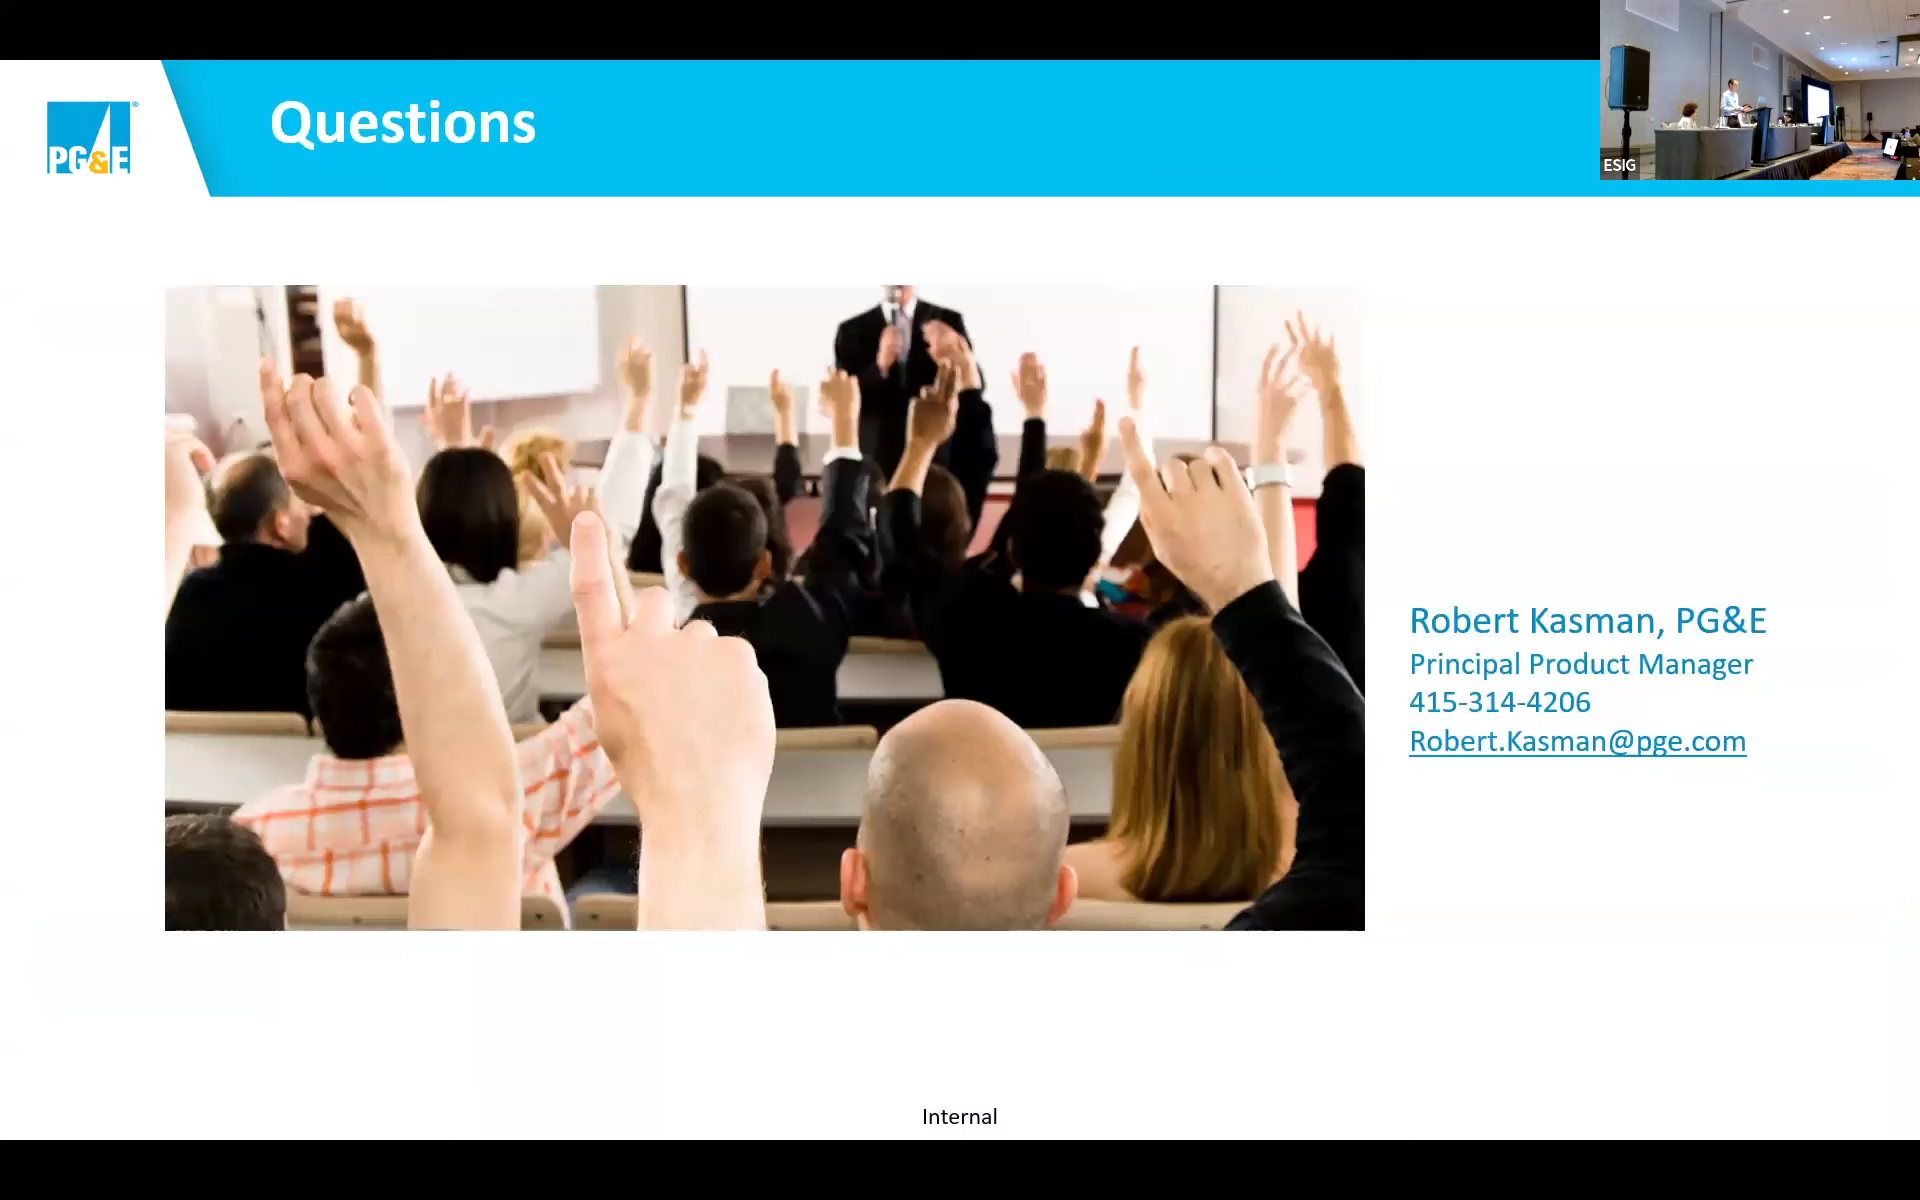 PG&E
Questions
ESIG
Robert Kasman, PG&E
Principal Product Manager
415-314-4206
Robert.Kasman@pge.com
Internal